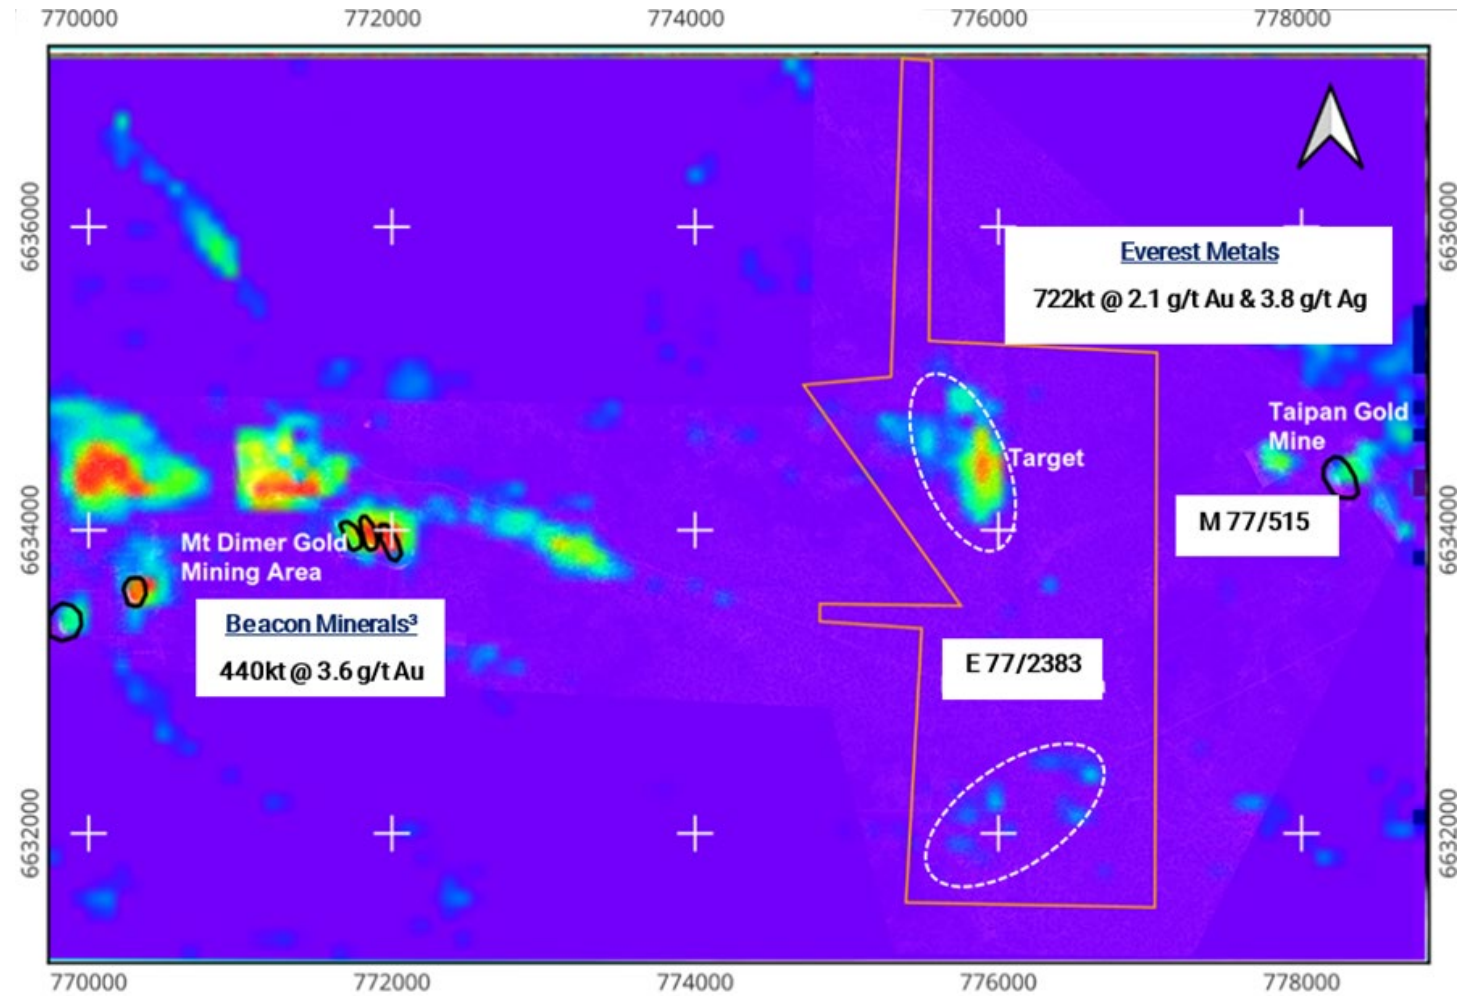 770000 772000 774000 776000 778000
6636000
6636000
Everest Metals
722kt @ 2.1 g/t Au & 3.8 g/t Ag
Taipan Gold
Mine
Target
M 77/515
6634000
6634000
Mt Dimer Gold
Mining Area
Beacon Minerals³
440kt @ 3.6 g/t Au
E 77/2383
6632000
6632000
770000 772000 774000 776000 778000